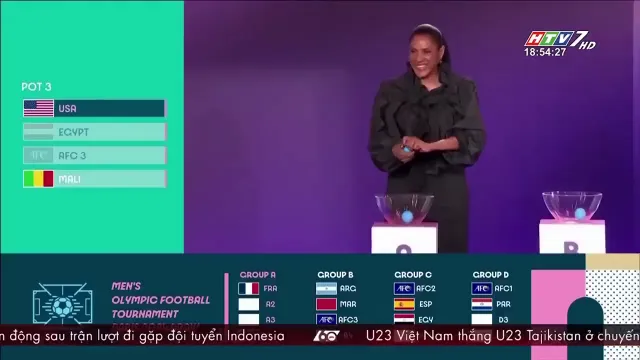 HTV7 HD
18:54:27
POT 3
USA
EGYPT
AFC 3
MALI
MEN'S
OLYMPIC FOOTBALL
TOURNAMENT
GROUP A
FRA
A2
A3
GROUP B
ARG
MAR
AFC3
GROUP C
AFC2
ESP
EGY
GROUP D
AFC1
PAR
D3
n động sau trận lượt đi gặp đội tuyển Indonesia
U23 Việt Nam thắng U23 Tajikistan ở chuyế